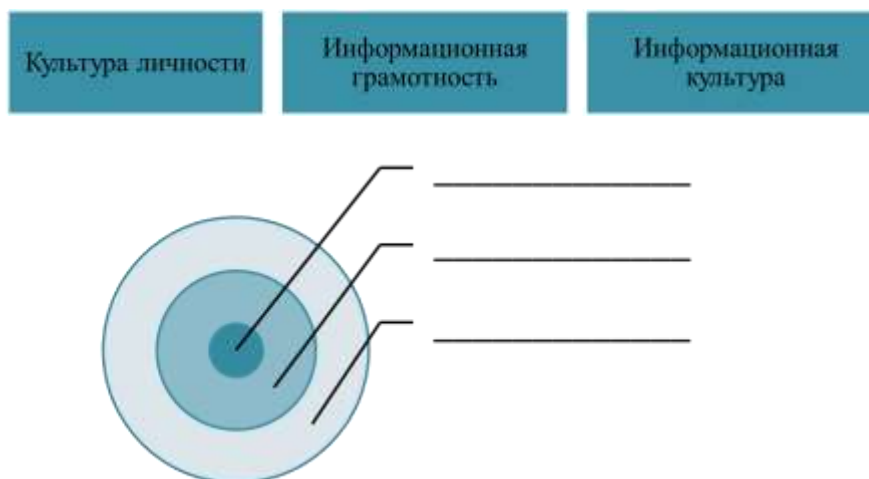 Культура личности
Информационная
грамотность
Информационная
культура